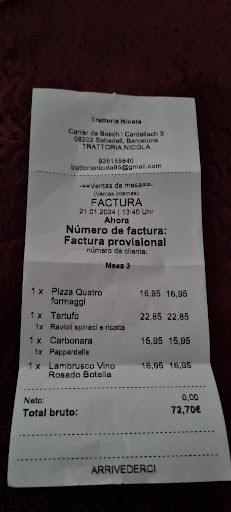 Trattoria Nicola
Carrer de Bosch i Cardellach 3
08202 Sabadell, Barcelona
TRATTORIA NICOLA
935155840
trattorianicola95@gmail.com
-==Ventas de mesa==-
(Ventas internas)
FACTURA
21.01.2024 | 13:40 Uhr
Ahora
Número de factura:
Factura provisional
número de cliente:
Mesa 3
1 x Pizza Quatro 16,95 16,95
formaggi
1 x Tartufo 22,85 22,85
1x Ravioli spinaci e ricotta
1 x Carbonara 15,95 15,95
1x Pappardelle
1 x Lambrusco Vino 16,95 16,95
Rosado Botella
Neto: 0,00
Total bruto: 72,70€
ARRIVEDERCI